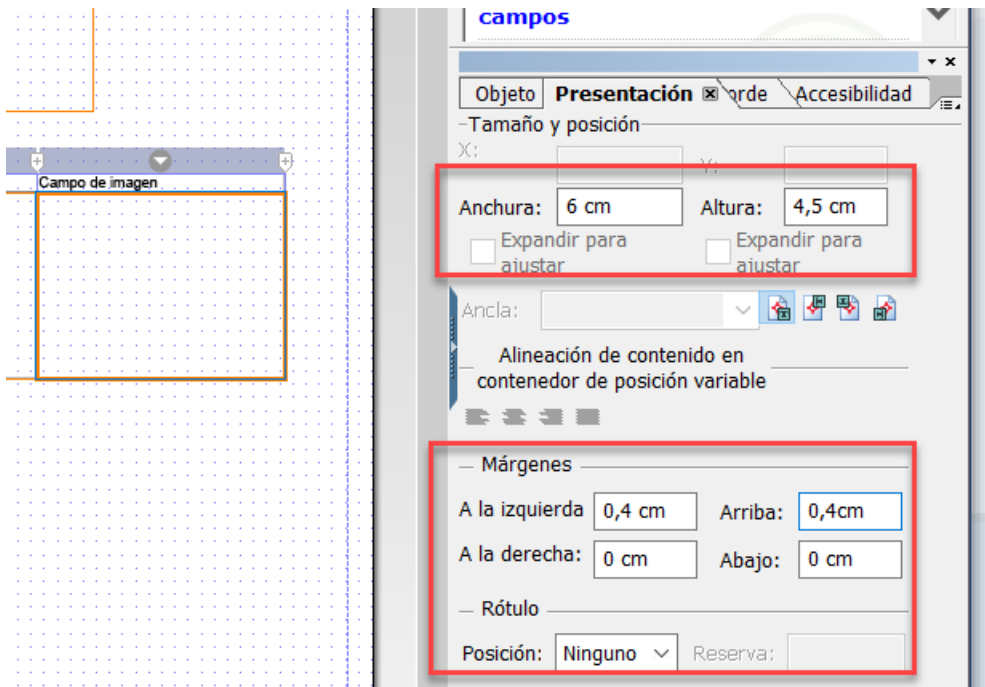 campos
Objeto Presentación orde Accesibilidad
Tamaño y posición
X: Y:
Anchura: 6 cm Altura: 4,5 cm
Expandir para ajustar Expandir para ajustar
Ancla:
Alineación de contenido en
contenedor de posición variable
Márgenes
A la izquierda 0,4 cm Arriba: 0,4cm
A la derecha: 0 cm Abajo: 0 cm
Rótulo
Posición: Ninguno Reserva:
Campo de imagen